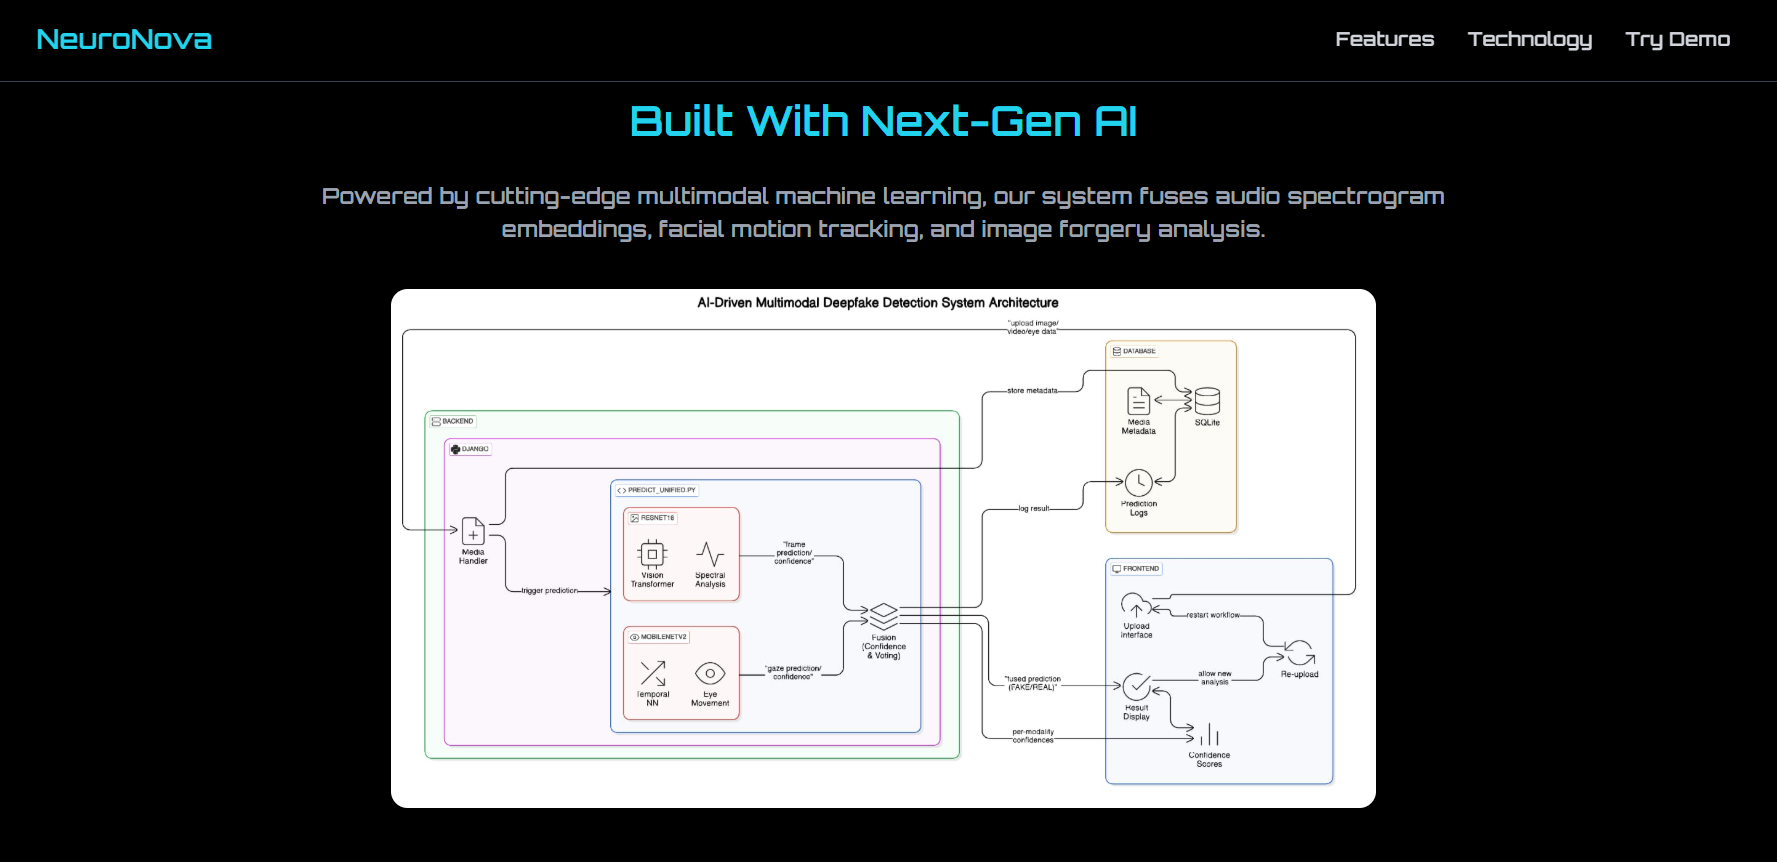 NeuroNova
Features
Technology
Try Demo
Built With Next-Gen AI
Powered by cutting-edge multimodal machine learning, our system fuses audio spectrogram
embeddings, facial motion tracking, and image forgery analysis.
AI-Driven Multimodal Deepfake Detection System Architecture
"upload image/
video/eye data"
DATABASE
store metadata
Media
Metadata
SQLite
BACKEND
DJANGO
PREDICT_UNIFIED.PY
Prediction
Logs
log result
RESNET18
"frame
prediction/
confidence"
Media
Handler
Vision
Transformer
Spectral
Analysis
trigger prediction
FRONTEND
Upload
Interface
restart workflow
MOBILENETV2
Fusion
(Confidence
& Voting)
"gaze prediction/
confidence"
Temporal
NN
Eye
Movement
"fused prediction
(FAKE/REAL)"
allow new
analysis
Re-upload
Result
Display
per-modality
confidences
Confidence
Scores